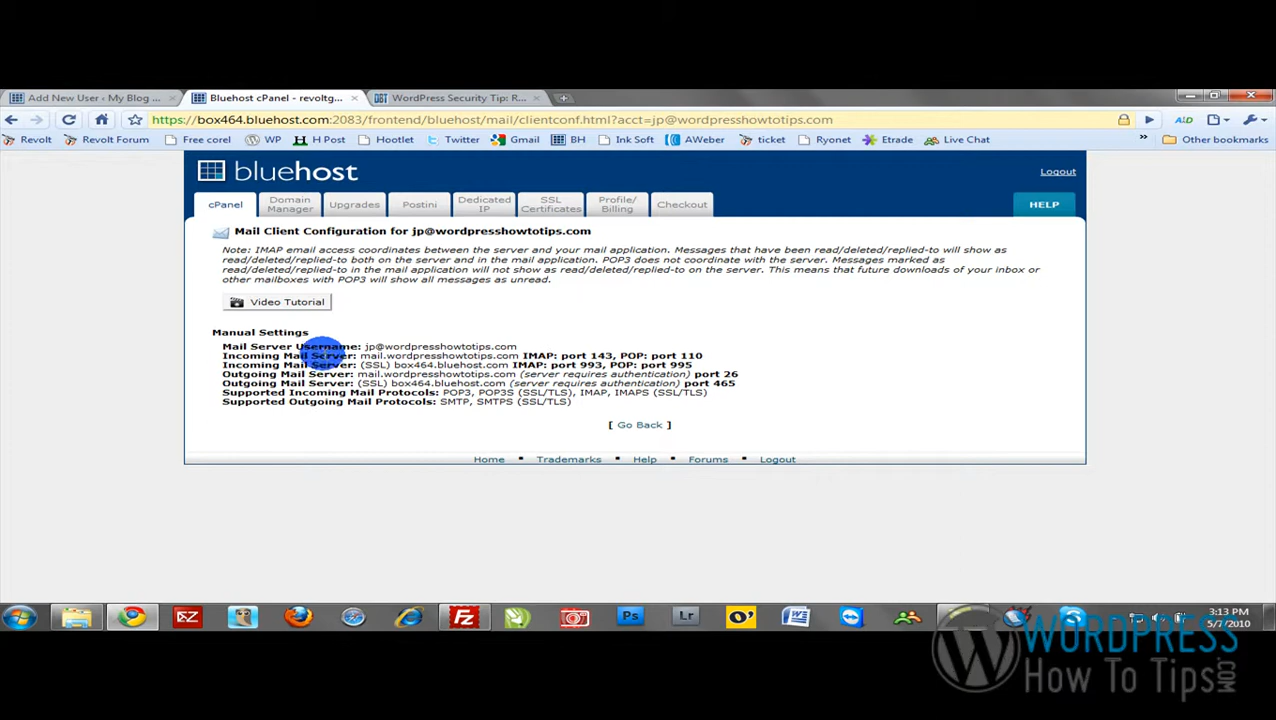 Add New User - My Blog ...
Bluehost cPanel - revoltg...
WordPress Security Tip: R...
https://box464.bluehost.com:2083/frontend/bluehost/mail/clientconf.html?acct=jp@wordpresshowtotips.com
Revolt Revolt Forum Free corel WP H Post Hootlet Twitter Gmail BH Ink Soft AWeber ticket Ryonet Etrade Live Chat Other bookmarks
bluehost
Logout
cPanel Domain Manager Upgrades Postini Dedicated IP SSL Certificates Profile/ Billing Checkout HELP
Mail Client Configuration for jp@wordpresshowtotips.com
Note: IMAP email access coordinates between the server and your mail application. Messages that have been read/deleted/replied-to will show as
read/deleted/replied-to both on the server and in the mail application. POP3 does not coordinate with the server. Messages marked as
read/deleted/replied-to in the mail application will not show as read/deleted/replied-to on the server. This means that future downloads of your inbox or
other mailboxes with POP3 will show all messages as unread.
Video Tutorial
Manual Settings
Mail Server Username: jp@wordpresshowtotips.com
Incoming Mail Server: mail.wordpresshowtotips.com IMAP: port 143, POP: port 110
Incoming Mail Server: (SSL) box464.bluehost.com IMAP: port 993, POP: port 995
Outgoing Mail Server: mail.wordpresshowtotips.com (server requires authentication) port 26
Outgoing Mail Server: (SSL) box464.bluehost.com (server requires authentication) port 465
Supported Incoming Mail Protocols: POP3, POP3S (SSL/TLS), IMAP, IMAPS (SSL/TLS)
Supported Outgoing Mail Protocols: SMTP, SMTPS (SSL/TLS)
[ Go Back ]
Home • Trademarks • Help • Forums • Logout
3:13 PM
5/7/2010
WORDPRESS
How To Tips.COM